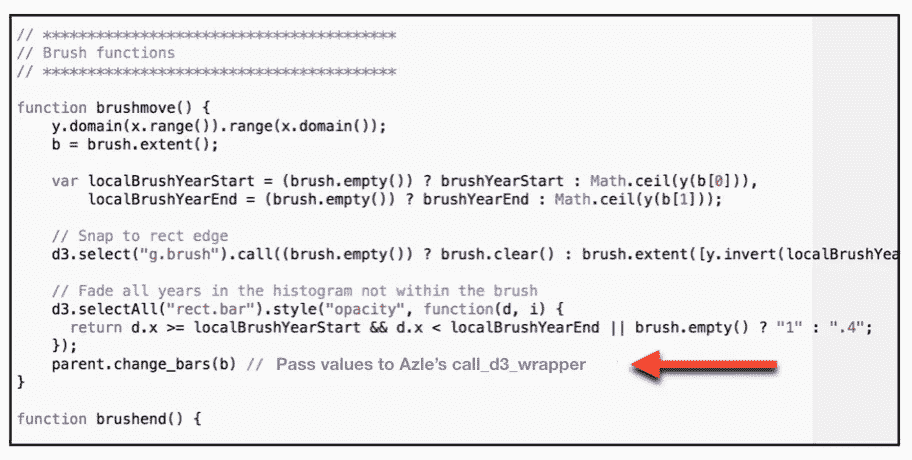 // ****************************************
// Brush functions
// ****************************************
function brushmove() {
    y.domain(x.range()).range(x.domain());
    b = brush.extent();
    var localBrushYearStart = (brush.empty()) ? brushYearStart : Math.ceil(y(b[0])),
        localBrushYearEnd = (brush.empty()) ? brushYearEnd : Math.ceil(y(b[1]));
    // Snap to rect edge
    d3.select("g.brush").call((brush.empty()) ? brush.clear() : brush.extent([y.invert(localBrushYea
    // Fade all years in the histogram not within the brush
    d3.selectAll("rect.bar").style("opacity", function(d, i) {
      return d.x >= localBrushYearStart && d.x < localBrushYearEnd || brush.empty() ? "1" : ".4";
    });
    parent.change_bars(b) // Pass values to Azle's call_d3_wrapper
}
function brushend() {